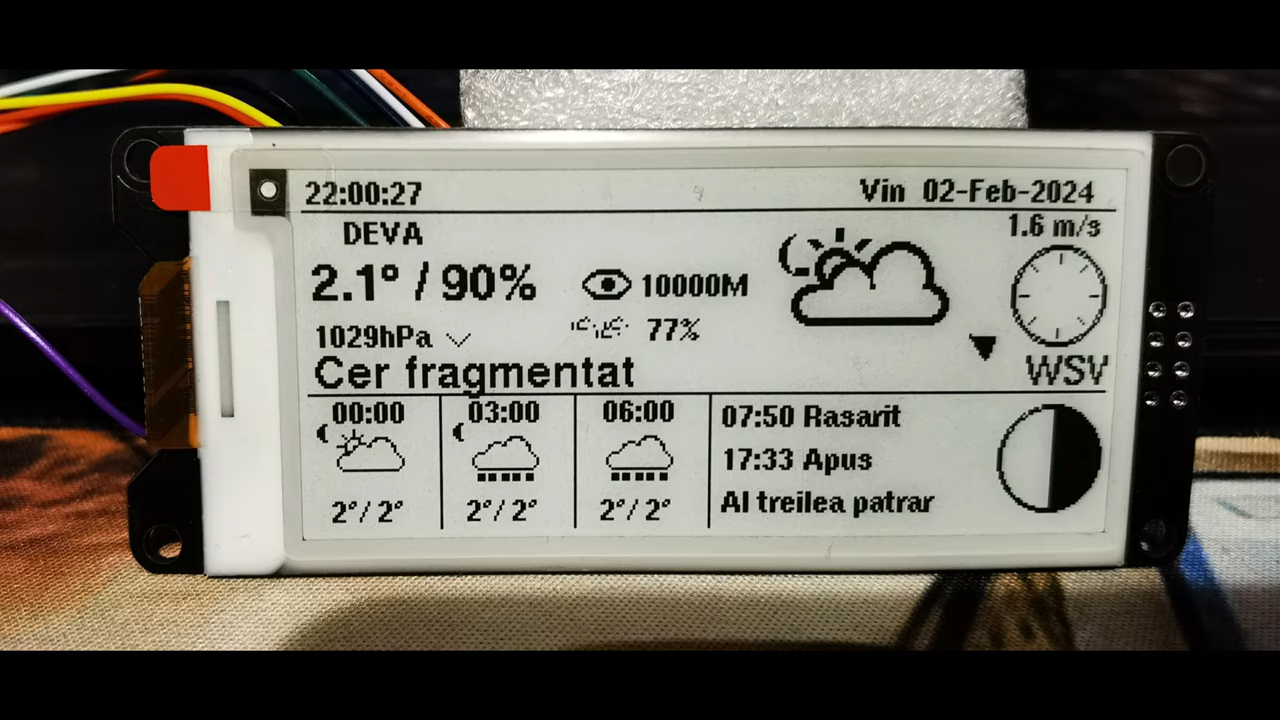 22:00:27 Vin 02-Feb-2024
DEVA 1.6 m/s
2.1° / 90% 10000M
1029hPa 77%
WSV
Cer fragmentat
00:00 03:00 06:00
07:50 Rasarit
17:33 Apus
2°/ 2° 2°/ 2° 2°/ 2°
Al treilea patrar